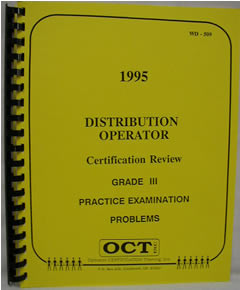 WD - 509
1995
DISTRIBUTION
OPERATOR
Certification Review
GRADE III
PRACTICE EXAMINATION
PROBLEMS
OCT